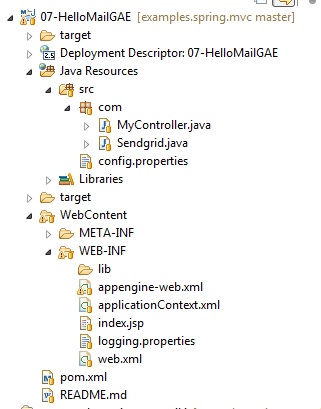 07-HelloMailGAE [examples.spring.mvc master]
target
Deployment Descriptor: 07-HelloMailGAE
Java Resources
src
com
MyController.java
Sendgrid.java
config.properties
Libraries
target
WebContent
META-INF
WEB-INF
lib
appengine-web.xml
applicationContext.xml
index.jsp
logging.properties
web.xml
pom.xml
README.md